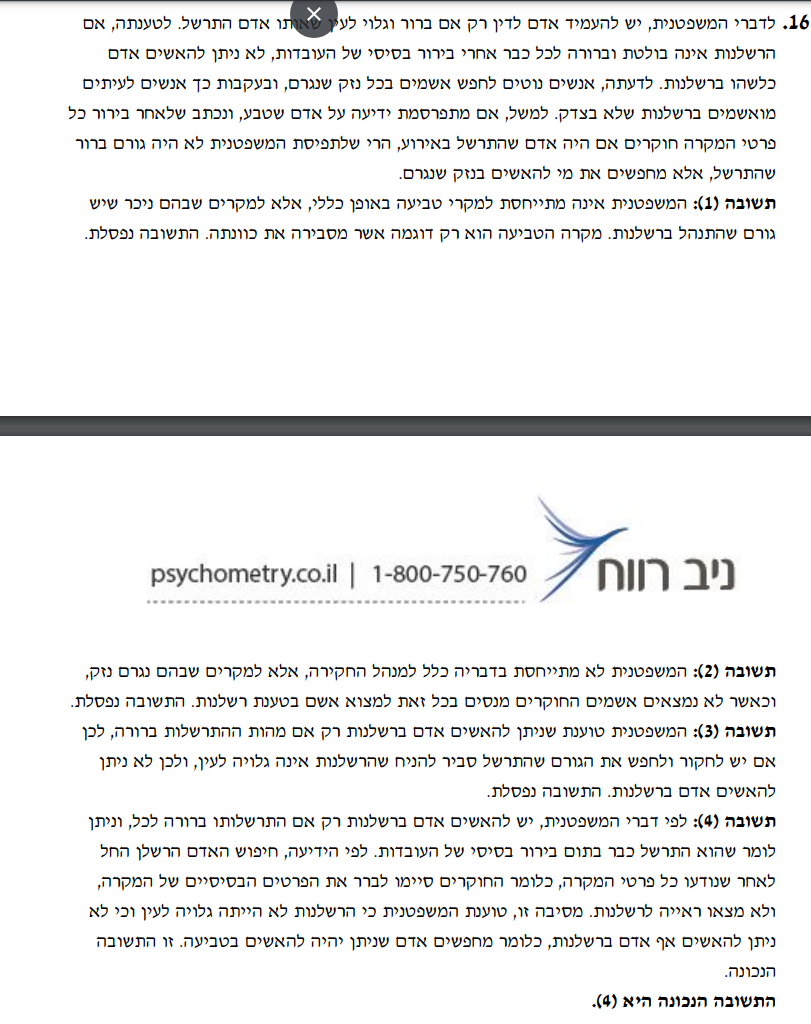 16. לדברי המשפטנית, יש להעמיד אדם לדין רק אם ברור וגלוי לעין שאותו אדם התרשל. לטענתה, אם
הרשלנות אינה בולטת וברורה לכל כבר אחרי בירור בסיסי של העובדות, לא ניתן להאשים אדם
כלשהו ברשלנות. לדעתה, אנשים נוטים לחפש אשמים בכל נזק שנגרם, ובעקבות כך אנשים לעיתים
מואשמים ברשלנות שלא בצדק. למשל, אם מתפרסמת ידיעה על אדם שטבע, ונכתב שלאחר בירור כל
פרטי המקרה חוקרים אם היה אדם שהתרשל באירוע, הרי שלתפיסת המשפטנית לא היה גורם ברור
שהתרשל, אלא מחפשים את מי להאשים בנזק שנגרם.
תשובה (1): המשפטנית אינה מתייחסת למקרי טביעה באופן כללי, אלא למקרים שבהם ניכר שיש
גורם שהתנהל ברשלנות. מקרה הטביעה הוא רק דוגמה אשר מסבירה את כוונתה. התשובה נפסלת.
ניב רווח
psychometry.co.il | 1-800-750-760
תשובה (2): המשפטנית לא מתייחסת בדבריה כלל למנהל החקירה, אלא למקרים שבהם נגרם נזק,
וכאשר לא נמצאים אשמים החוקרים מנסים בכל זאת למצוא אשם בטענת רשלנות. התשובה נפסלת.
תשובה (3): המשפטנית טוענת שניתן להאשים אדם ברשלנות רק אם מהות ההתרשלות ברורה, לכן
אם יש לחקור ולחפש את הגורם שהתרשל סביר להניח שהרשלנות אינה גלויה לעין, ולכן לא ניתן
להאשים אדם ברשלנות. התשובה נפסלת.
תשובה (4): לפי דברי המשפטנית, יש להאשים אדם ברשלנות רק אם התרשלותו ברורה לכל, וניתן
לומר שהוא התרשל כבר בתום בירור בסיסי של העובדות. לפי הידיעה, חיפוש האדם הרשלן החל
לאחר שנודעו כל פרטי המקרה, כלומר החוקרים סיימו לברר את הפרטים הבסיסיים של המקרה,
ולא מצאו ראייה לרשלנות. מסיבה זו, טוענת המשפטנית כי הרשלנות לא הייתה גלויה לעין וכי לא
ניתן להאשים אף אדם ברשלנות, כלומר מחפשים אדם שניתן יהיה להאשים בטביעה. זו התשובה
הנכונה.
התשובה הנכונה היא (4).